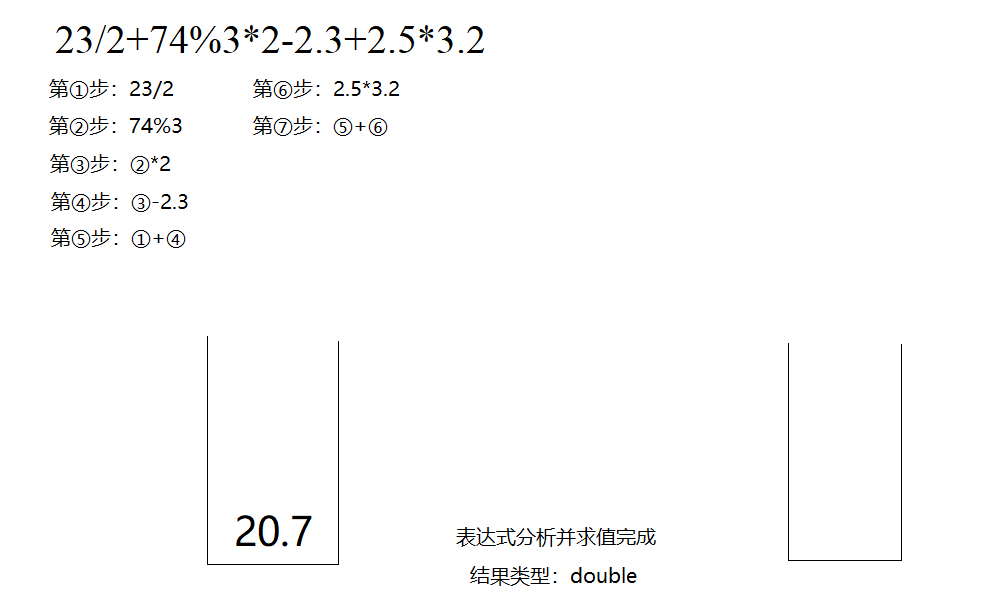 23/2+74%3*2-2.3+2.5*3.2
第①步：23/2
第②步：74%3
第③步：②*2
第④步：③-2.3
第⑤步：①+④
第⑥步：2.5*3.2
第⑦步：⑤+⑥
20.7
表达式分析并求值完成
结果类型：double